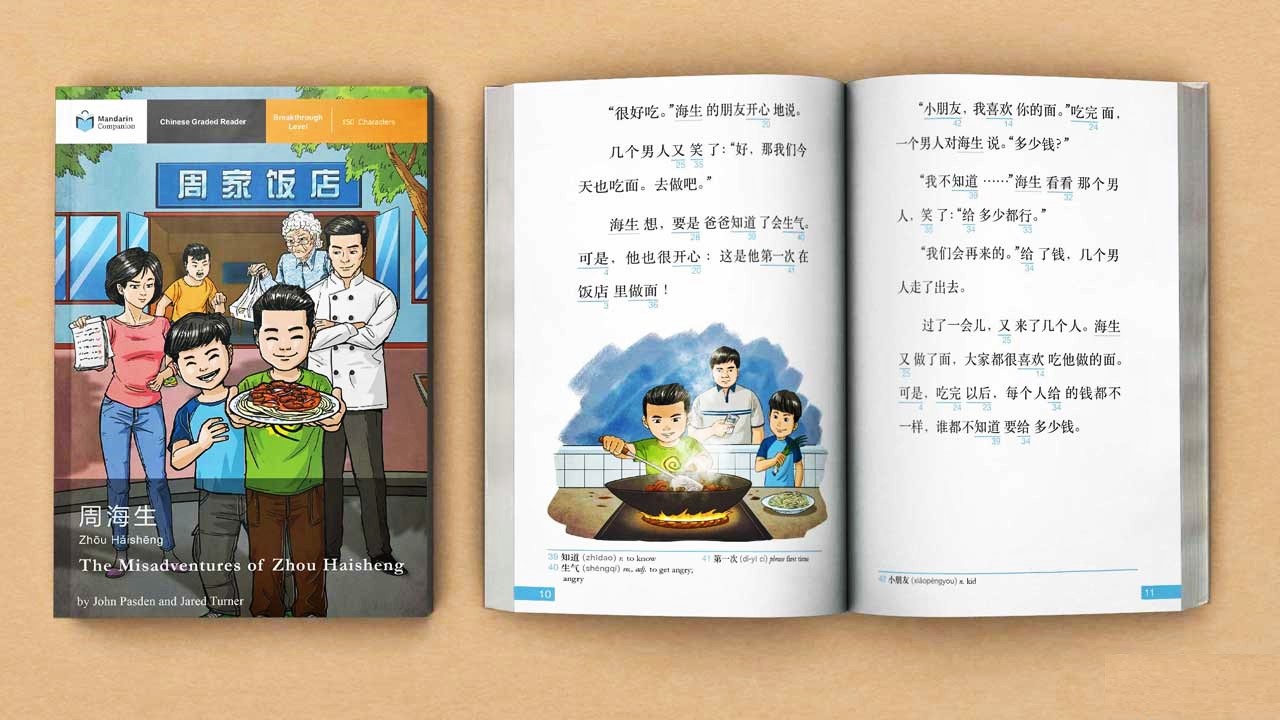 Mandarin
Companion
Chinese Graded Reader
Breakthrough
Level
150 Characters
周家饭店
周海生
Zhōu Hǎishēng
The Misadventures of Zhou Haisheng
by John Pasden and Jared Turner
“很好吃。”海生 的朋友开心 地说。
20
几个男人又 笑 了：“好，那我们今
25 35
天也吃面。去做吧。”
海生 想，要是 爸爸知道 了会生气。
28 39 40
可是，他也很开心：这是他第一次 在
4 20 41
饭店 里做面！
3 36
39 知道 (zhīdao) v. to know
40 生气 (shēngqì) vo., adj. to get angry;
angry
41 第一次 (dì-yī cì) phrase first time
10
“小朋友，我喜欢 你的面。”吃完 面，
42 14 24
一个男人对海生 说。“多少钱？”
“我不知道 ……”海生 看看 那个男
39 32
人，笑 了：“给 多少都行。”
35 34 33
“我们会再来的。”给 了钱，几个男
34
人走了出去。
过了一会儿，又 来了几个人。海生
25
又 做了面，大家都很喜欢 吃他做的面。
25 14
可是，吃完 以后，每个人给 的钱都不
4 24 23 34
一样，谁都不知道 要给 多少钱。
39 34
42 小朋友 (xiǎopéngyou) n. kid
11